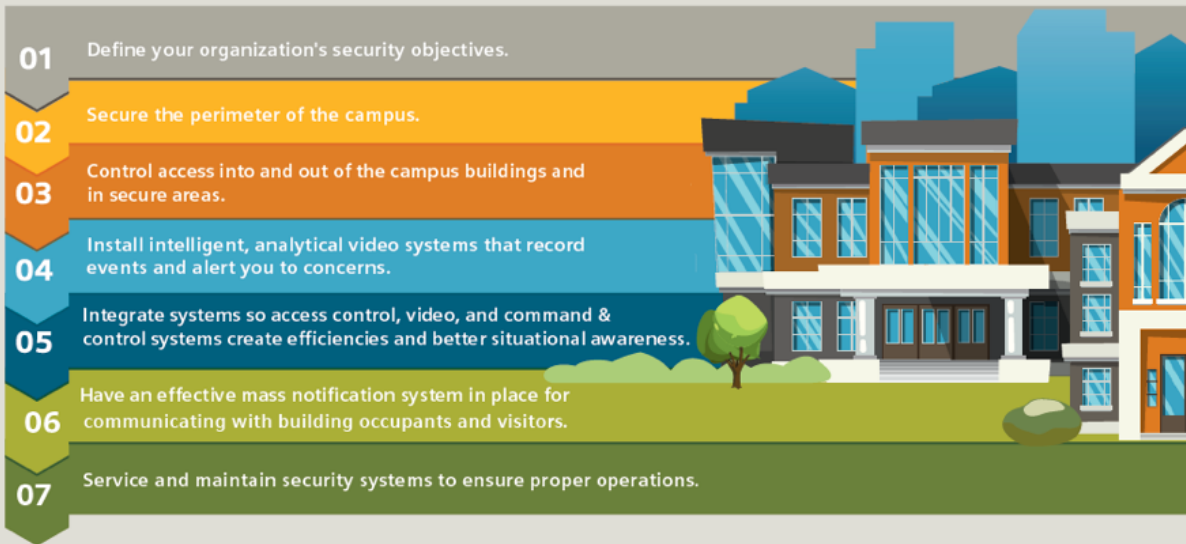 01
Define your organization's security objectives.
02
Secure the perimeter of the campus.
03
Control access into and out of the campus buildings and
in secure areas.
04
Install intelligent, analytical video systems that record
events and alert you to concerns.
05
Integrate systems so access control, video, and command &
control systems create efficiencies and better situational awareness.
06
Have an effective mass notification system in place for
communicating with building occupants and visitors.
07
Service and maintain security systems to ensure proper operations.